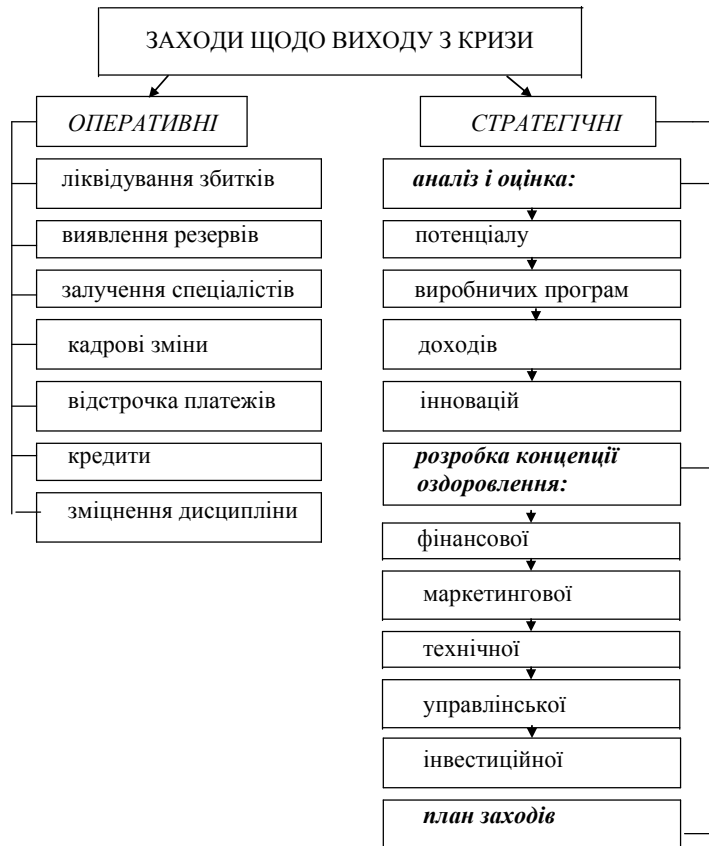 ЗАХОДИ ЩОДО ВИХОДУ З КРИЗИ
ОПЕРАТИВНІ
ліквідування збитків
виявлення резервів
залучення спеціалістів
кадрові зміни
відстрочка платежів
кредити
зміцнення дисципліни
СТРАТЕГІЧНІ
аналіз і оцінка:
потенціалу
виробничих програм
доходів
інновацій
розробка концепції
оздоровлення:
фінансової
маркетингової
технічної
управлінської
інвестиційної
план заходів